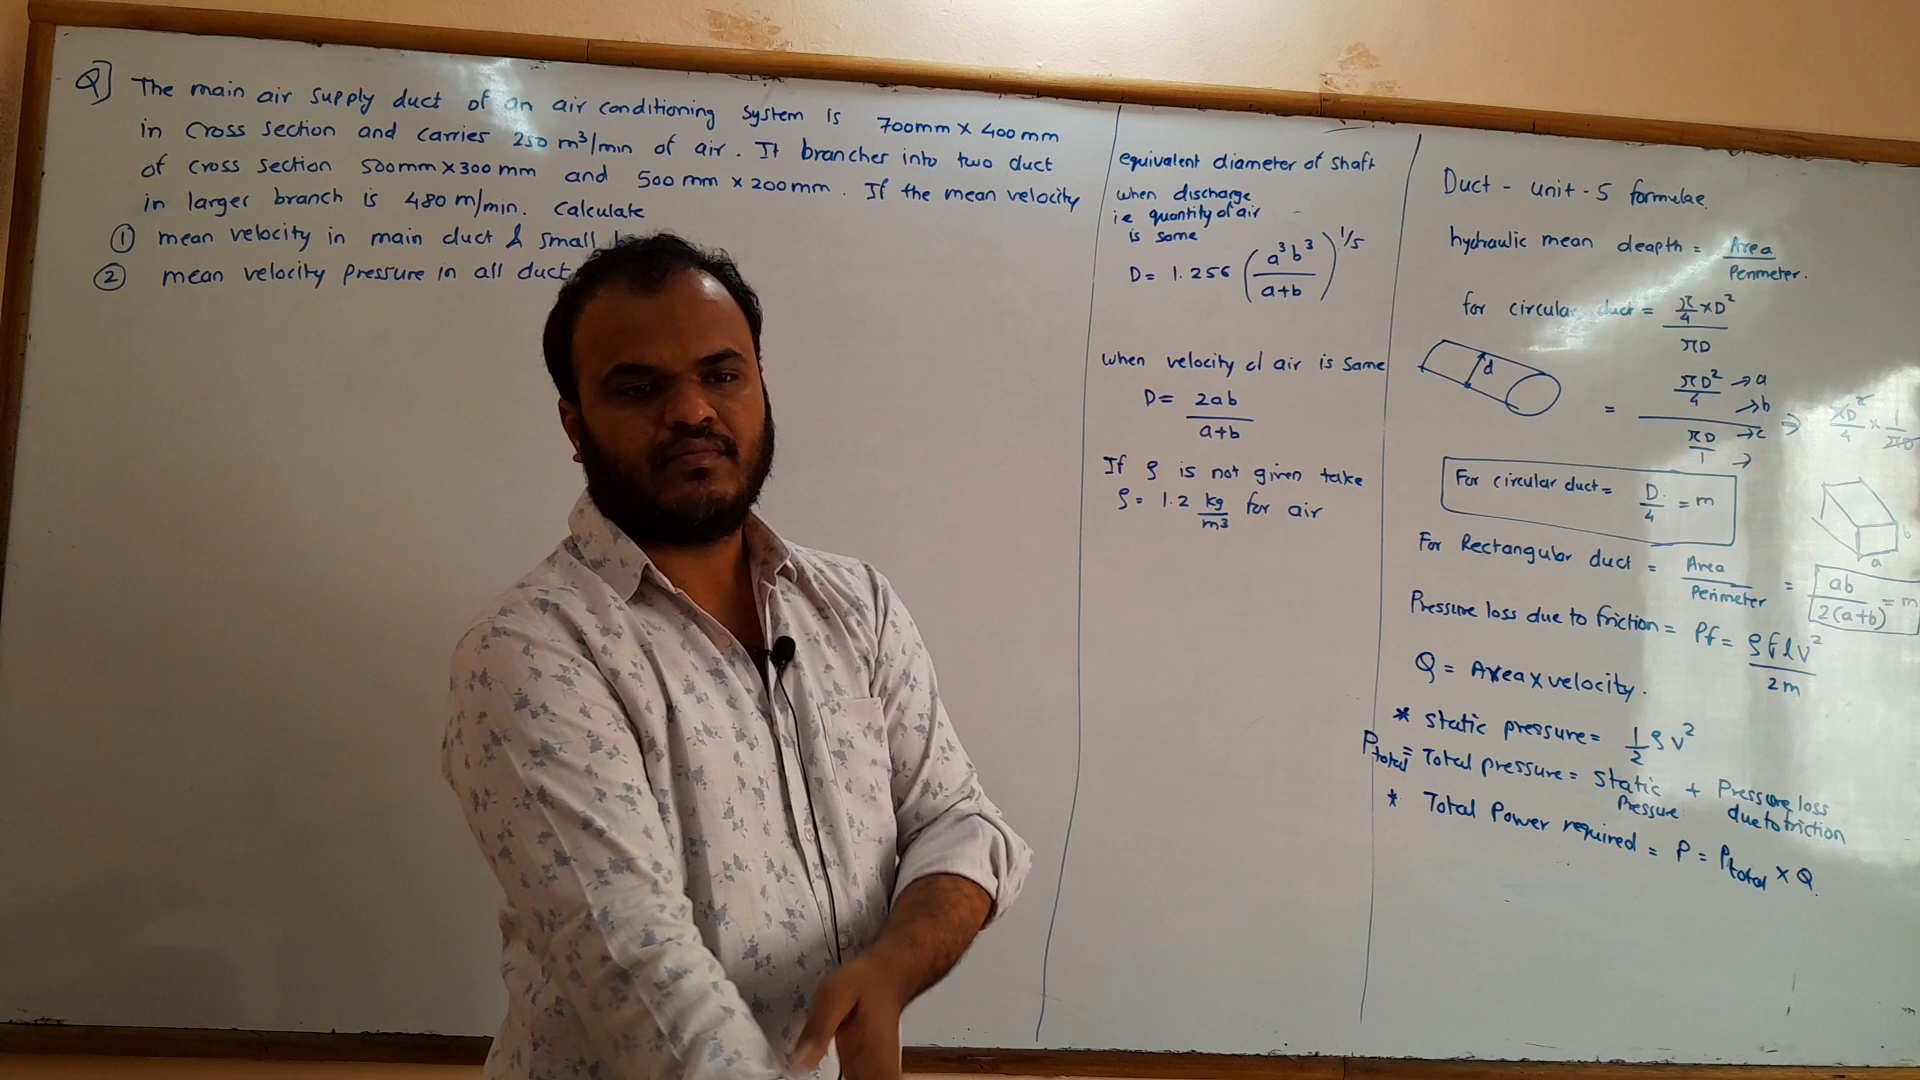 Q] The main air supply duct of an air conditioning system is 700mm X 400 mm
in cross section and carries 250 m³/min of air. It branches into two duct
of cross section 500mm X 300 mm and 500 mm X 200mm. If the mean velocity
in larger branch is 480 m/min. Calculate
① mean velocity in main duct & small
② mean velocity pressure in all duct
equivalent diameter of shaft
when discharge
ie quantity of air
is same
D = 1.256 (a³b³/a+b)^1/5
when velocity of air is same
D = 2ab/a+b
If ρ is not given take
ρ = 1.2 kg/m³ for air
Duct - unit - 5 formulae.
hydraulic mean deapth = Area/Perimeter.
for circular duct = π/4 x D²/πD
d
= πD²/4 → a → b
πD/1 → c →
⇒ πD²/4 x 1/πD
For circular duct = D/4 = m
a
b
For Rectangular duct = Area/Perimeter = ab/2(a+b) = m
Pressure loss due to friction = Pf = ρflv²/2m
Q = Area x velocity.
* static pressure = 1/2 ρv²
Ptotal = Total pressure = static Pressure + Pressure loss due to friction
* Total Power required = P = Ptotal x Q.